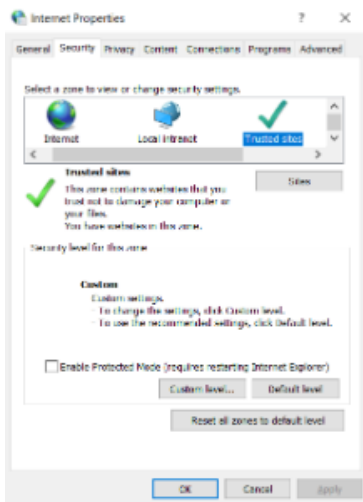 Internet Properties
? ×
General Security Privacy Content Connections Programs Advanced
Select a zone to view or change security settings.
Internet Local intranet Trusted sites
Trusted sites
Sites
This zone contains websites that you
trust not to damage your computer or
your files.
You have websites in this zone.
Security level for this zone
Custom
Custom settings.
- To change the settings, click Custom level.
- To use the recommended settings, click Default level.
Enable Protected Mode (requires restarting Internet Explorer)
Custom level... Default level
Reset all zones to default level
OK Cancel Apply